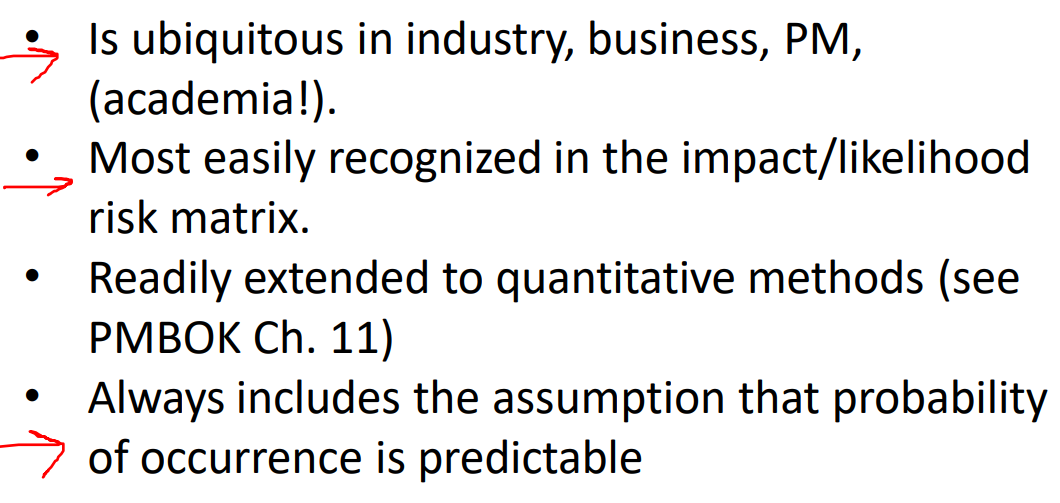 • Is ubiquitous in industry, business, PM,
(academia!).
• Most easily recognized in the impact/likelihood
risk matrix.
• Readily extended to quantitative methods (see
PMBOK Ch. 11)
• Always includes the assumption that probability
of occurrence is predictable